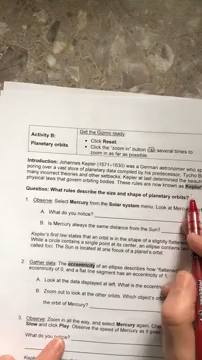 Activity B:
Planetary orbits
Get the Gizmo ready:
• Click Reset.
• Click the "zoom in" button several times to
zoom in as far as possible.
Introduction: Johannes Kepler (1571–1630) was a German astronomer who sp
poring over a vast store of planetary data compiled by his predecessor, Tycho B
many incorrect theories and other setbacks, Kepler at last determined the beauti
physical laws that govern orbiting bodies. These rules are now known as Kepler
Question: What rules describe the size and shape of planetary orbits?
1. Observe: Select Mercury from the Solar system menu. Look at Mercur
A. What do you notice?
B. Is Mercury always the same distance from the Sun?
Kepler's first law states that an orbit is in the shape of a slightly flattene
While a circle contains a single point at its center, an ellipse contains two
called foci. The Sun is located at one focus of a planet's orbit.
2. Gather data: The eccentricity of an ellipse describes how "flattened"
eccentricity of 0, and a flat line segment has an eccentricity of 1.
A. Look at the data displayed at left. What is the eccentri
B. Zoom out to look at the other orbits. Which object's orbit
the orbit of Mercury?
3. Observe: Zoom in all the way, and select Mercury again.
Slow and click Play. Observe the speed of Mercury as it goes
What do you notice?